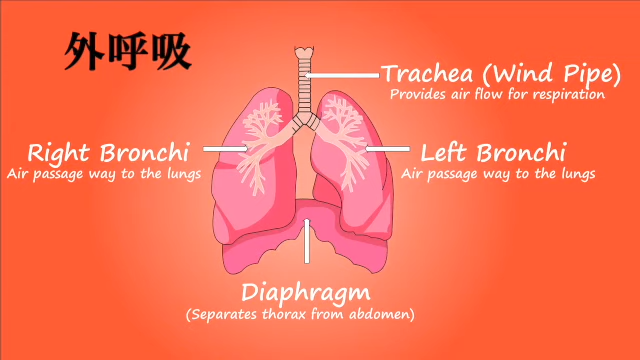 外呼吸
Trachea (Wind Pipe)
Provides air flow for respiration
Right Bronchi
Air passage way to the lungs
Left Bronchi
Air passage way to the lungs
Diaphragm
(Separates thorax from abdomen)